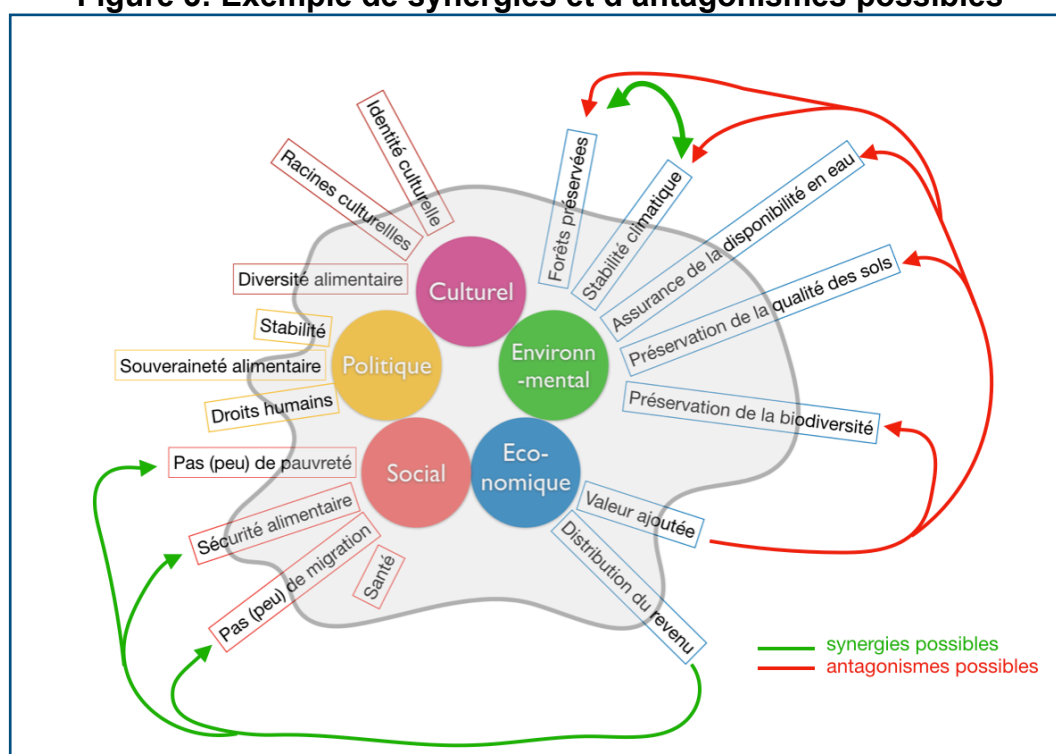 Figure 6: Exemple de synergies et d'antagonismes possibles
Identité culturelle
Racines culturelles
Diversité alimentaire
Stabilité
Souveraineté alimentaire
Droits humains
Pas (peu) de pauvreté
Sécurité alimentaire
Pas (peu) de migration
Santé
Culturel
Politique
Environn
-mental
Social
Eco-
nomique
Forêts préservées
Stabilité climatique
Assurance de la disponibilité en eau
Préservation de la qualité des sols
Préservation de la biodiversité
Valeur ajoutée
Distribution du revenu
synergies possibles
antagonismes possibles